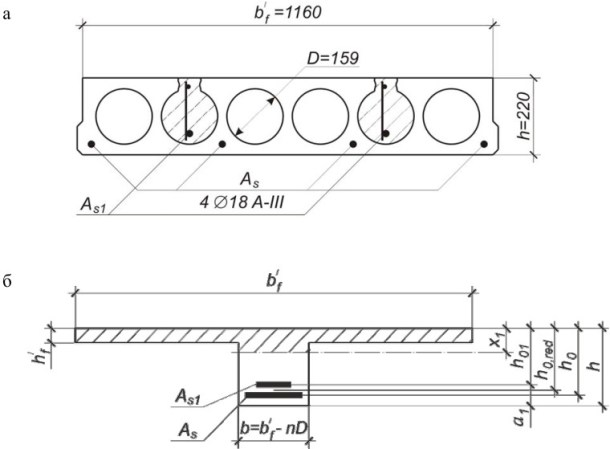 а
b′f =1160
D=159
h=220
As
As1
4 ∅18 А-III
б
b′f
h′f
x1
h01
h0,red
h0
h
a1
As1
As
b=b′f- nD